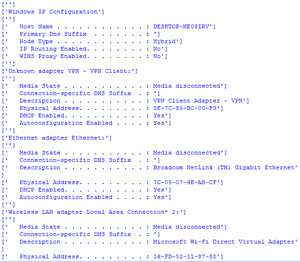 ['']
['Windows IP Configuration']
['']
['   Host Name . . . . . . . . . . . . : DESKTOP-NE08IRV']
['   Primary Dns Suffix  . . . . . . . : ']
['   Node Type . . . . . . . . . . . . : Hybrid']
['   IP Routing Enabled. . . . . . . . : No']
['   WINS Proxy Enabled. . . . . . . . : No']
['']
['Unknown adapter VPN - VPN Client:']
['']
['   Media State . . . . . . . . . . . : Media disconnected']
['   Connection-specific DNS Suffix  . : ']
['   Description . . . . . . . . . . . : VPN Client Adapter - VPN']
['   Physical Address. . . . . . . . . : 5E-7C-85-BC-00-F3']
['   DHCP Enabled. . . . . . . . . . . : Yes']
['   Autoconfiguration Enabled . . . . : Yes']
['']
['Ethernet adapter Ethernet:']
['']
['   Media State . . . . . . . . . . . : Media disconnected']
['   Connection-specific DNS Suffix  . : ']
['   Description . . . . . . . . . . . : Broadcom NetLink (TM) Gigabit Ethernet'
]
['   Physical Address. . . . . . . . . : 7C-05-07-9E-AB-CF']
['   DHCP Enabled. . . . . . . . . . . : Yes']
['   Autoconfiguration Enabled . . . . : Yes']
['']
['Wireless LAN adapter Local Area Connection* 2:']
['']
['   Media State . . . . . . . . . . . : Media disconnected']
['   Connection-specific DNS Suffix  . : ']
['   Description . . . . . . . . . . . : Microsoft Wi-Fi Direct Virtual Adapter'
]
['   Physical Address. . . . . . . . . : 16-FD-52-11-87-80']